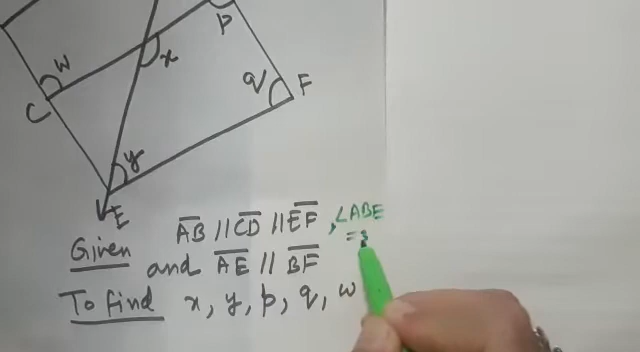 p
w
x
C
q
F
y
E
Given AB // CD // EF , ∠ABE
=
and AE // BF
To find x, y, p, q, w